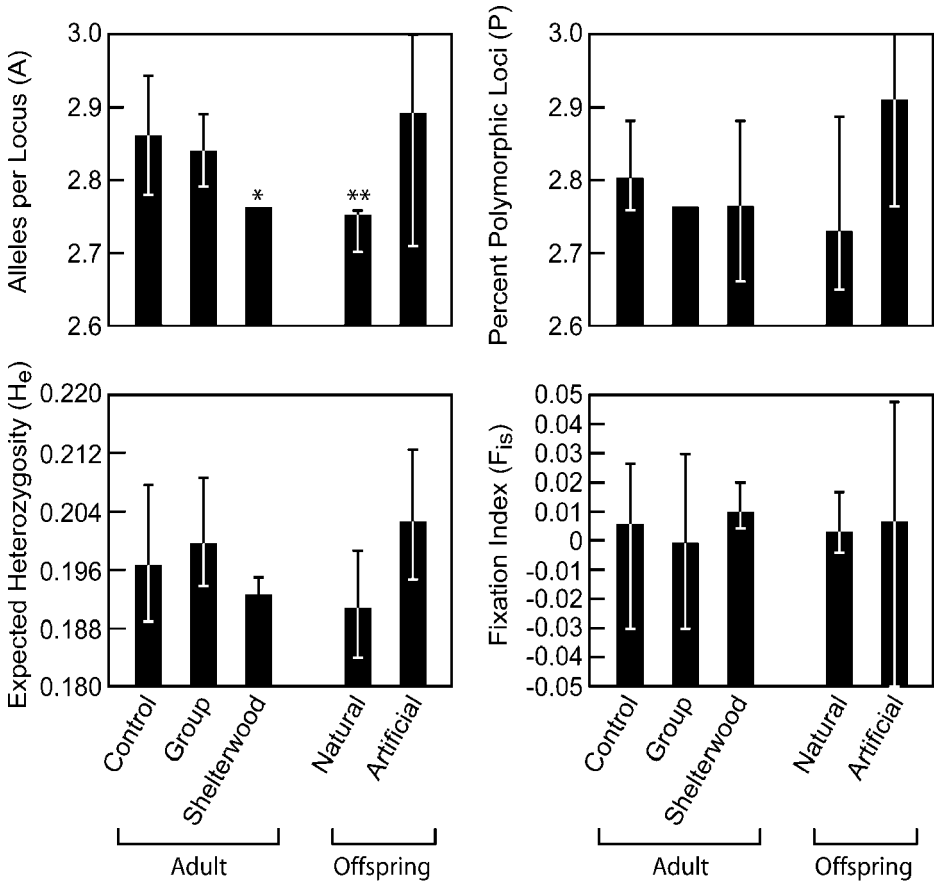 Alleles per Locus (A)
3.0
2.9
2.8
2.7
2.6
*
**
Percent Polymorphic Loci (P)
3.0
2.9
2.8
2.7
2.6
Expected Heterozygosity (He)
0.220
0.212
0.204
0.196
0.188
0.180
Control
Group
Shelterwood
Natural
Artificial
Adult
Offspring
Fixation Index (Fis)
0.05
0.04
0.03
0.02
0.01
0
-0.01
-0.02
-0.03
-0.04
-0.05
Control
Group
Shelterwood
Natural
Artificial
Adult
Offspring